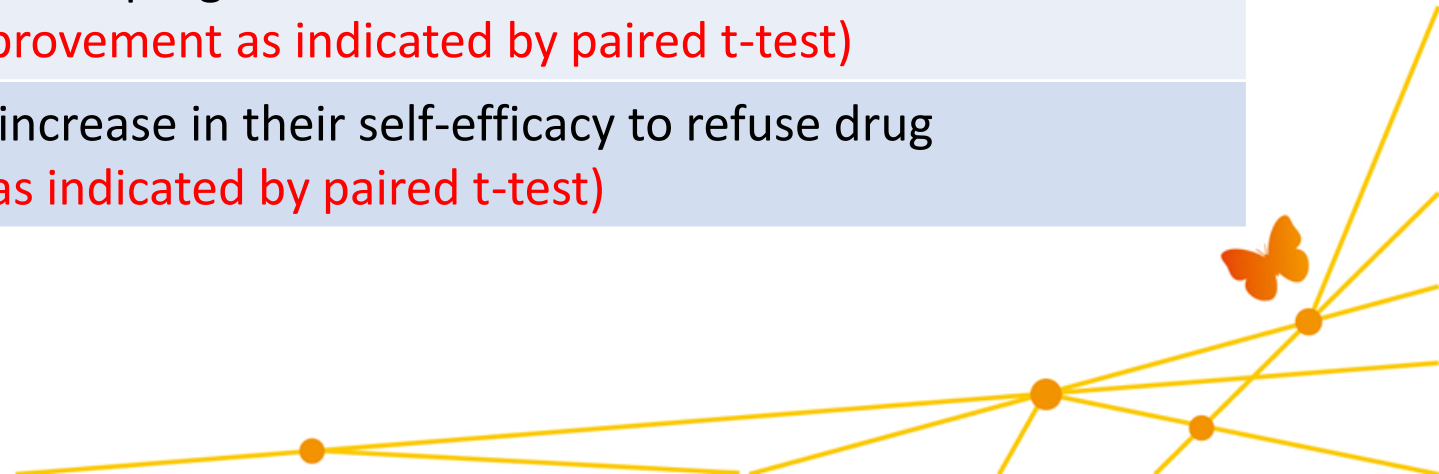 provement as indicated by paired t-test)
increase in their self-efficacy to refuse drug
as indicated by paired t-test)